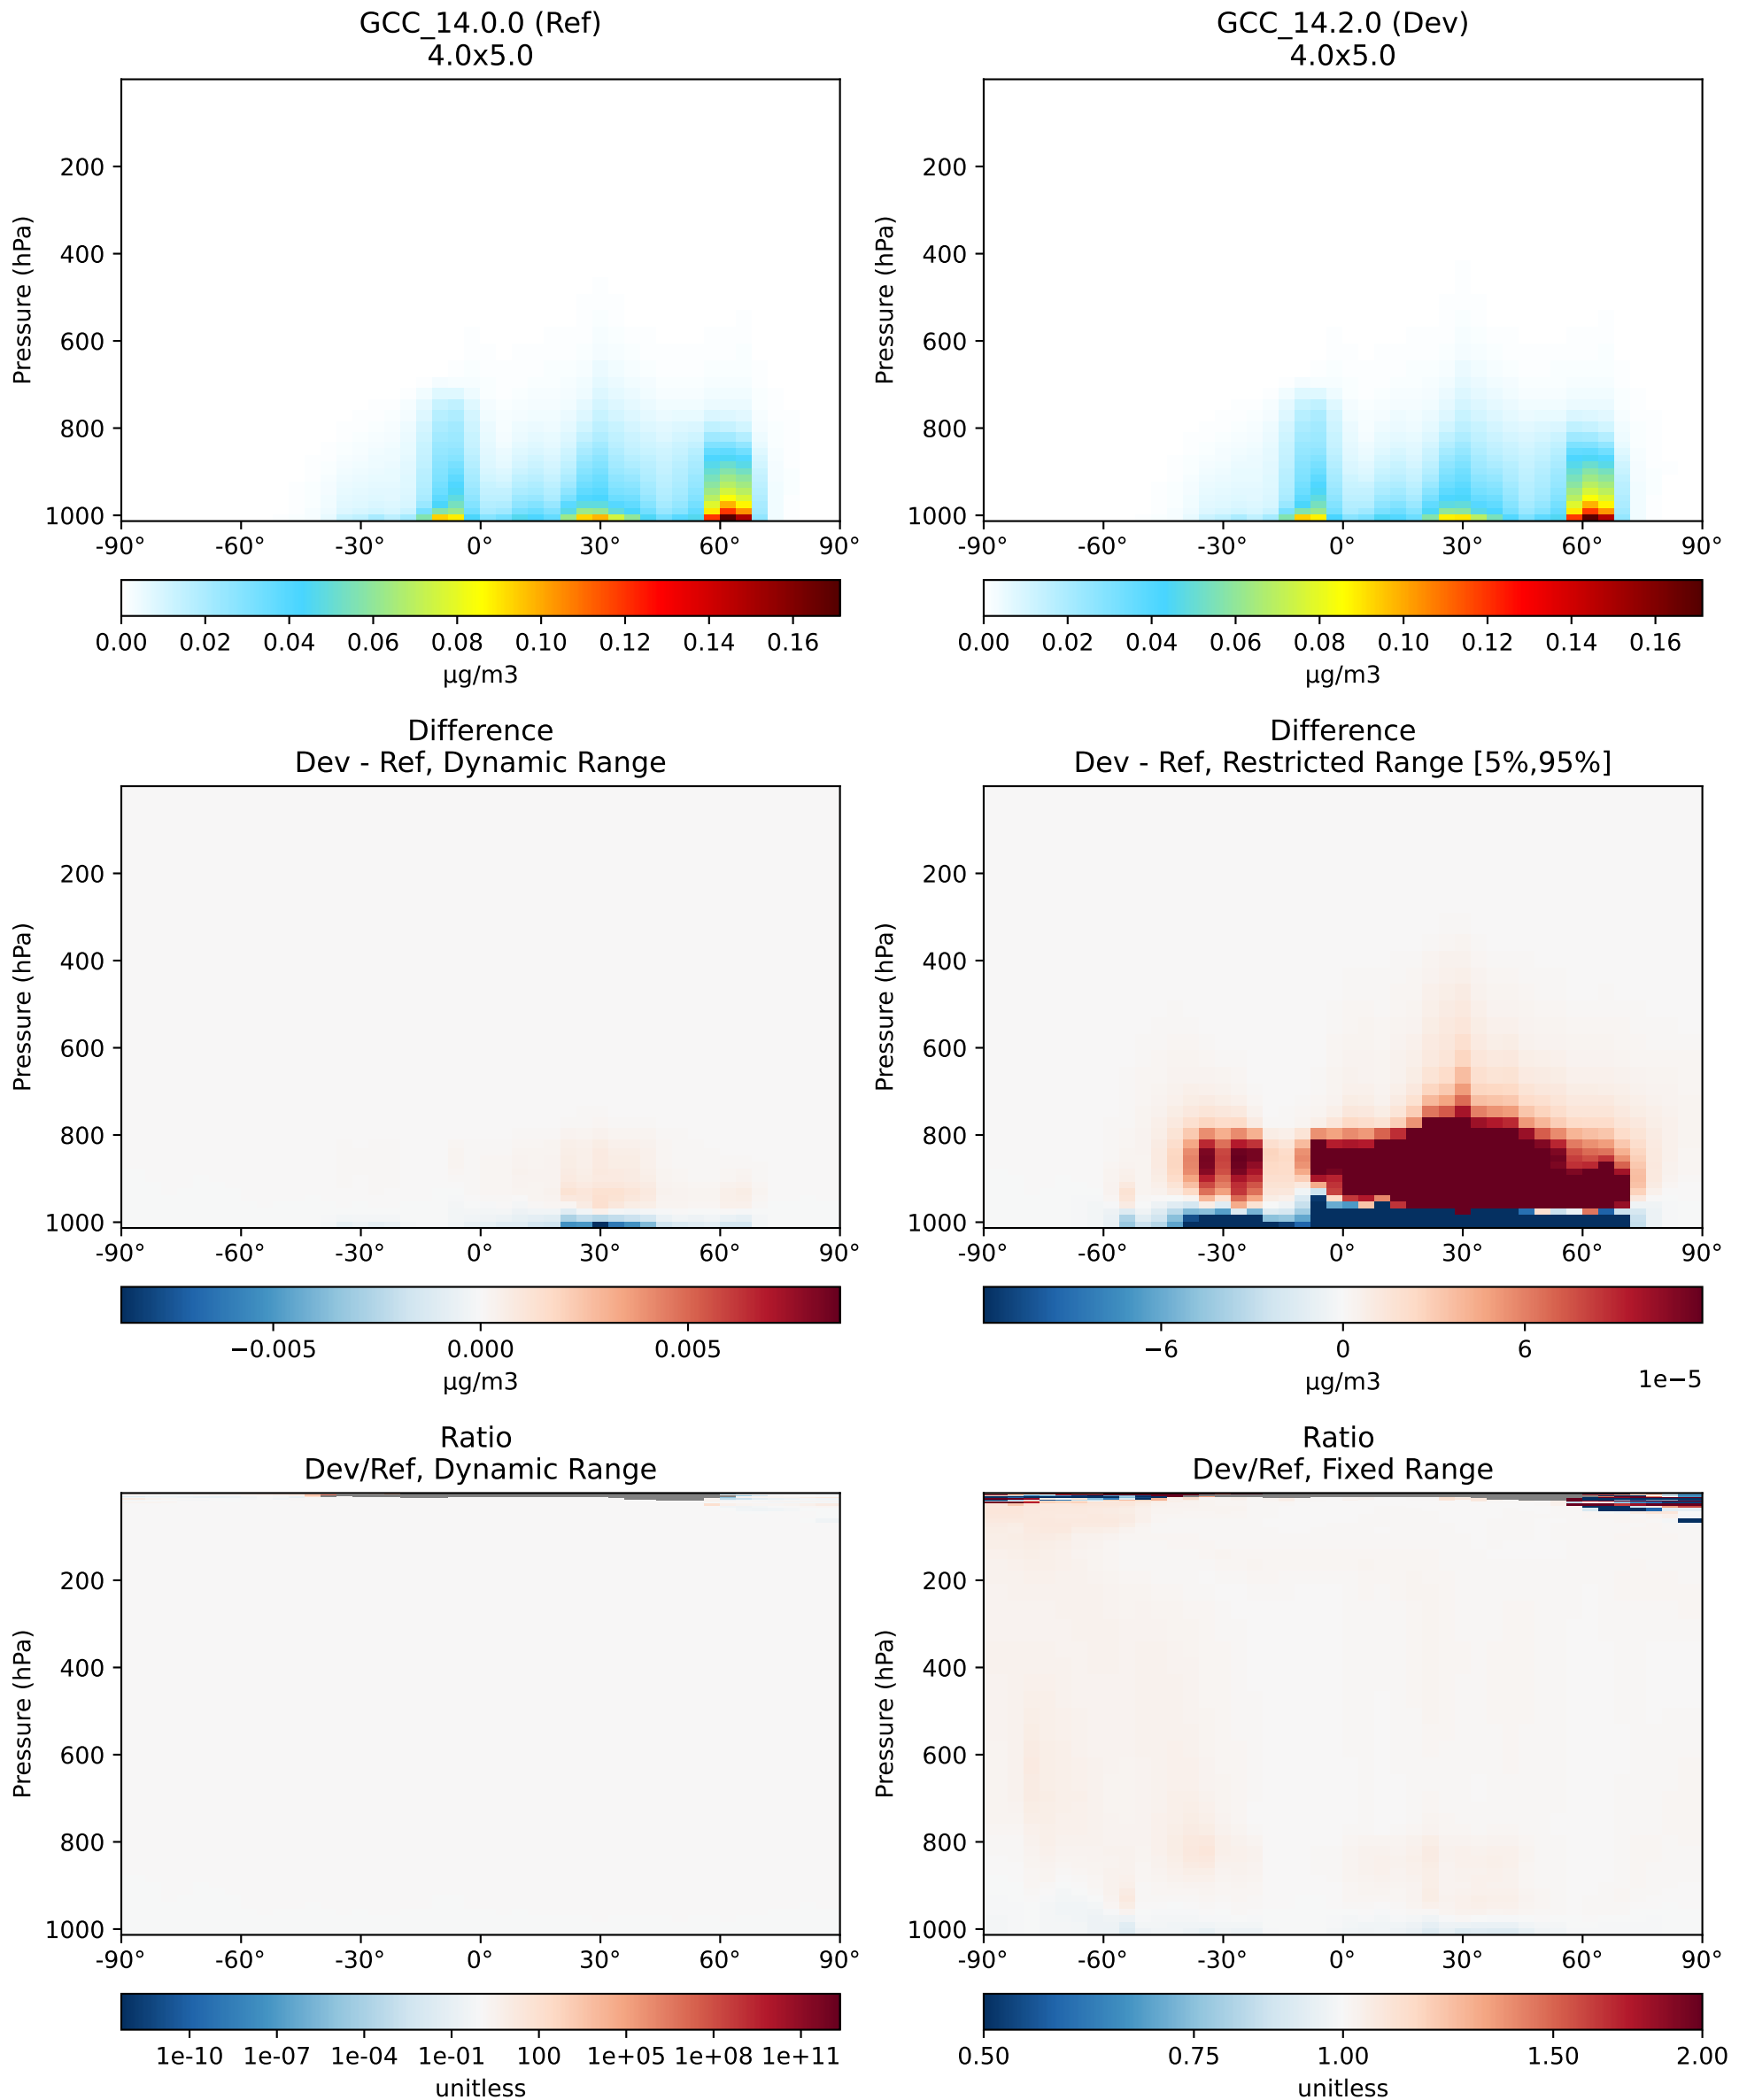 GCC_14.0.0 (Ref)
4.0x5.0
Pressure (hPa)
200
400
600
800
1000
-90° -60° -30° 0° 30° 60° 90°
0.00 0.02 0.04 0.06 0.08 0.10 0.12 0.14 0.16
μg/m3
GCC_14.2.0 (Dev)
4.0x5.0
Pressure (hPa)
200
400
600
800
1000
-90° -60° -30° 0° 30° 60° 90°
0.00 0.02 0.04 0.06 0.08 0.10 0.12 0.14 0.16
μg/m3
Difference
Dev - Ref, Dynamic Range
Pressure (hPa)
200
400
600
800
1000
-90° -60° -30° 0° 30° 60° 90°
−0.005 0.000 0.005
μg/m3
Difference
Dev - Ref, Restricted Range [5%,95%]
Pressure (hPa)
200
400
600
800
1000
-90° -60° -30° 0° 30° 60° 90°
−6 0 6
μg/m3
1e−5
Ratio
Dev/Ref, Dynamic Range
Pressure (hPa)
200
400
600
800
1000
-90° -60° -30° 0° 30° 60° 90°
1e-10 1e-07 1e-04 1e-01 100 1e+05 1e+08 1e+11
unitless
Ratio
Dev/Ref, Fixed Range
Pressure (hPa)
200
400
600
800
1000
-90° -60° -30° 0° 30° 60° 90°
0.50 0.75 1.00 1.50 2.00
unitless